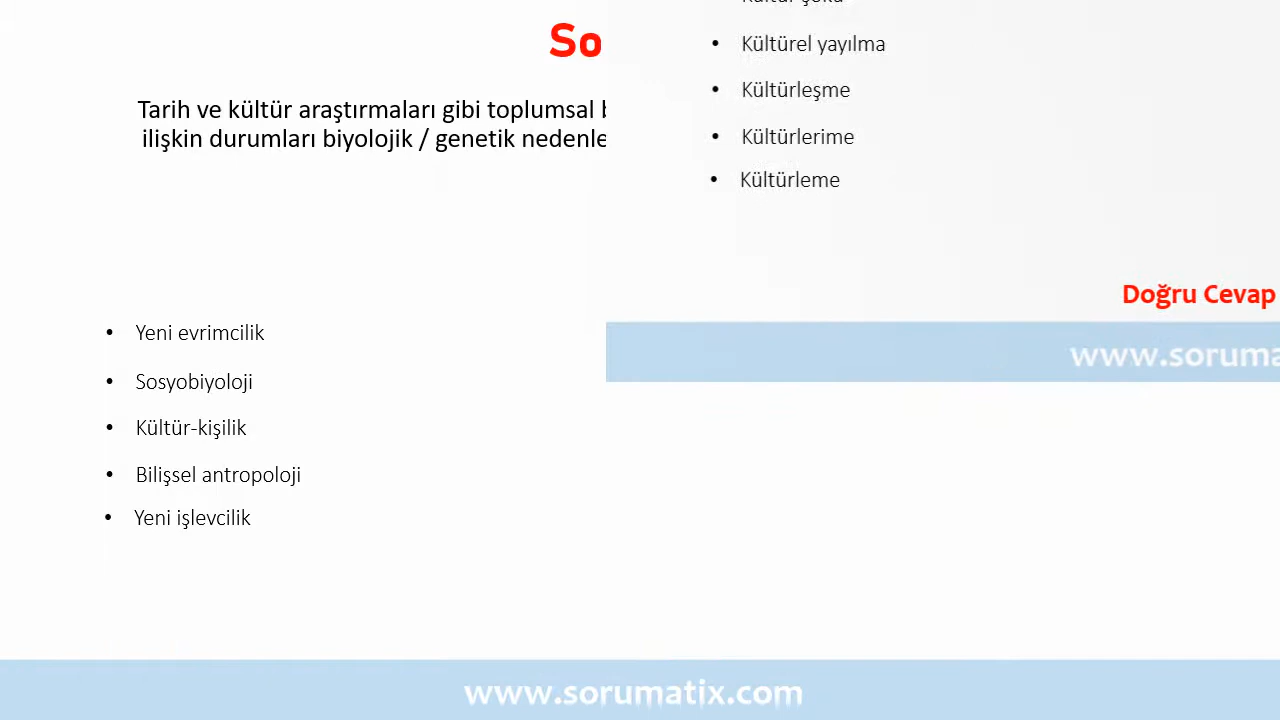 So
Tarih ve kültür araştırmaları gibi toplumsal
ilişkin durumları biyolojik / genetik nedenle
• Yeni evrimcilik
• Sosyobiyoloji
• Kültür-kişilik
• Bilişsel antropoloji
• Yeni işlevcilik
• Kültürel yayılma
• Kültürleşme
• Kültürlerime
• Kültürleme
Doğru Cevap
www.soruma
www.sorumatix.com